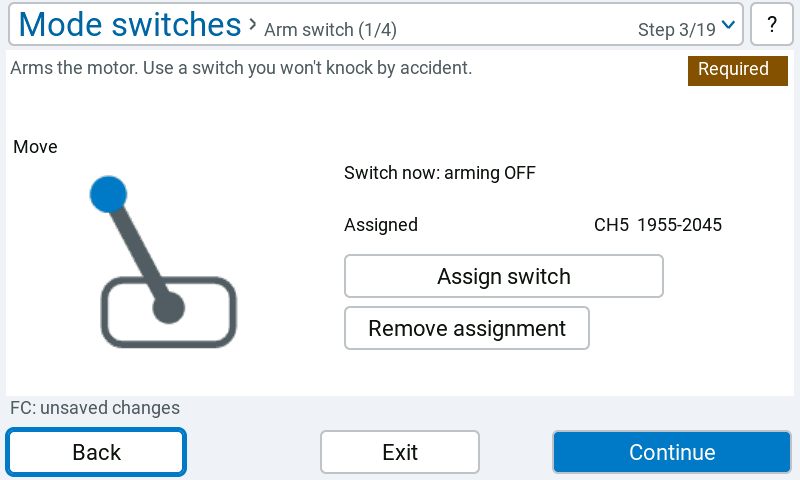 Mode switches › Arm switch (1/4) Step 3/19 ?
Arms the motor. Use a switch you won't knock by accident. Required
Move
Switch now: arming OFF
Assigned CH5 1955-2045
Assign switch
Remove assignment
FC: unsaved changes
Back Exit Continue